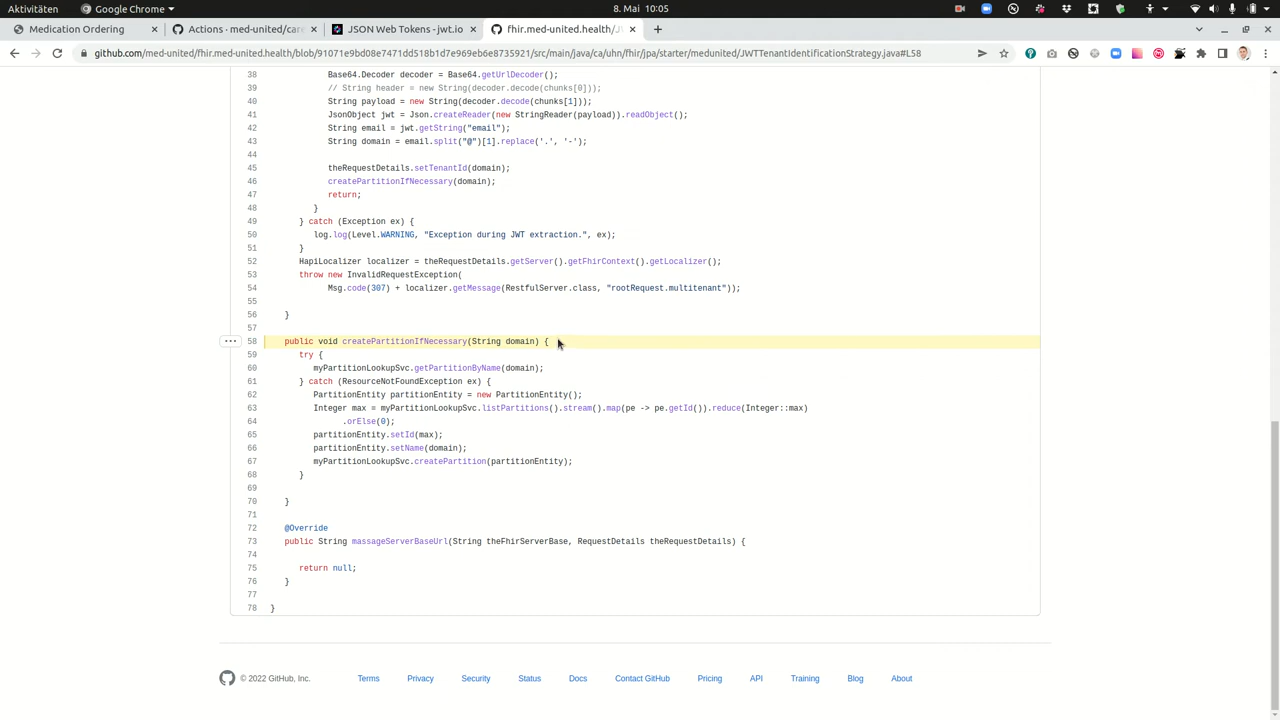 Aktivitäten Google Chrome 8. Mai 10:05
Medication Ordering Actions · med-united/car JSON Web Tokens - jwt.io fhir.med-united.health/J
github.com/med-united/fhir.med-united.health/blob/91071e9bd08e7471dd518b1d7e969eb6e8735921/src/main/java/ca/uhn/fhir/jpa/starter/medunited/JWTTenantIdentificationStrategy.java#L58
38 Base64.Decoder decoder = Base64.getUrlDecoder();
39 // String header = new String(decoder.decode(chunks[0]));
40 String payload = new String(decoder.decode(chunks[1]));
41 JsonObject jwt = Json.createReader(new StringReader(payload)).readObject();
42 String email = jwt.getString("email");
43 String domain = email.split("@")[1].replace('.', '-');
44
45 theRequestDetails.setTenantId(domain);
46 createPartitionIfNecessary(domain);
47 return;
48 }
49 } catch (Exception ex) {
50 log.log(Level.WARNING, "Exception during JWT extraction.", ex);
51 }
52 HapiLocalizer localizer = theRequestDetails.getServer().getFhirContext().getLocalizer();
53 throw new InvalidRequestException(
54 Msg.code(307) + localizer.getMessage(RestfulServer.class, "rootRequest.multitenant"));
55
56 }
57
58 public void createPartitionIfNecessary(String domain) {
59 try {
60 myPartitionLookupSvc.getPartitionByName(domain);
61 } catch (ResourceNotFoundException ex) {
62 PartitionEntity partitionEntity = new PartitionEntity();
63 Integer max = myPartitionLookupSvc.listPartitions().stream().map(pe -> pe.getId()).reduce(Integer::max)
64 .orElse(0);
65 partitionEntity.setId(max);
66 partitionEntity.setName(domain);
67 myPartitionLookupSvc.createPartition(partitionEntity);
68 }
69
70 }
71
72 @Override
73 public String massageServerBaseUrl(String theFhirServerBase, RequestDetails theRequestDetails) {
74
75 return null;
76 }
77
78 }
© 2022 GitHub, Inc. Terms Privacy Security Status Docs Contact GitHub Pricing API Training Blog About